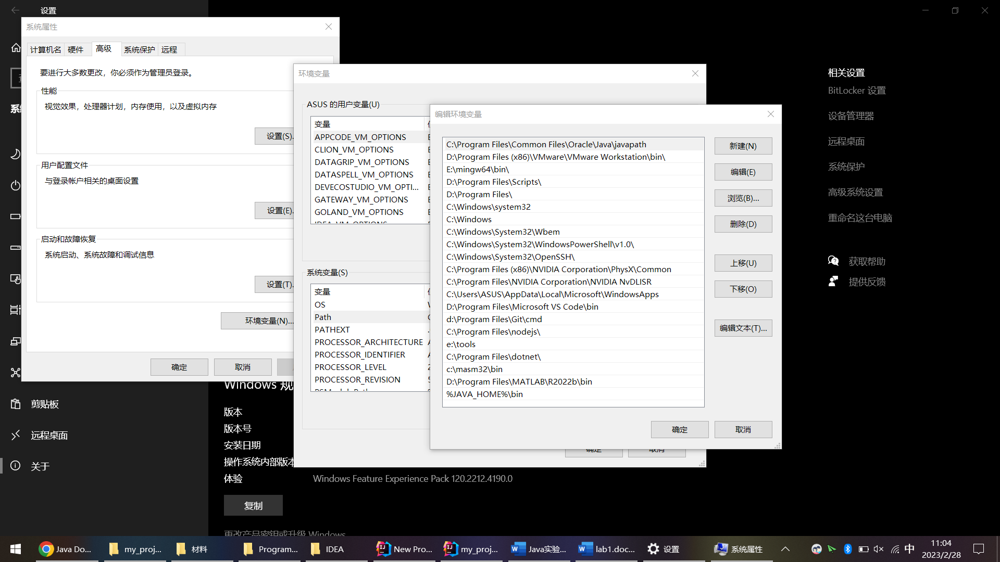 设置
系统属性
计算机名
硬件
高级
系统保护
远程
要进行大多数更改，你必须作为管理员登录。
性能
视觉效果，处理器计划，内存使用，以及虚拟内存
设置(S)...
用户配置文件
与登录帐户相关的桌面设置
设置(E)...
启动和故障恢复
系统启动、系统故障和调试信息
设置(T)...
环境变量(N)...
确定
取消
系
剪贴板
远程桌面
关于
Windows 规
版本
版本号
安装日期
操作系统内部版本
体验
Windows Feature Experience Pack 120.2212.4190.0
复制
更改产品密钥或升级 Windows
环境变量
ASUS 的用户变量(U)
变量
APPCODE_VM_OPTIONS
CLION_VM_OPTIONS
DATAGRIP_VM_OPTIONS
DATASPELL_VM_OPTIONS
DEVECOSTUDIO_VM_OPTI...
GATEWAY_VM_OPTIONS
GOLAND_VM_OPTIONS
IDEA_VM_OPTIONS
系统变量(S)
变量
OS
Path
PATHEXT
PROCESSOR_ARCHITECTURE
PROCESSOR_IDENTIFIER
PROCESSOR_LEVEL
PROCESSOR_REVISION
PSModulePath
确定
取消
编辑环境变量
C:\Program Files\Common Files\Oracle\Java\javapath
D:\Program Files (x86)\VMware\VMware Workstation\bin\
E:\mingw64\bin\
D:\Program Files\Scripts\
D:\Program Files\
C:\Windows\system32
C:\Windows
C:\Windows\System32\Wbem
C:\Windows\System32\WindowsPowerShell\v1.0\
C:\Windows\System32\OpenSSH\
C:\Program Files (x86)\NVIDIA Corporation\PhysX\Common
C:\Program Files\NVIDIA Corporation\NVIDIA NvDLISR
C:\Users\ASUS\AppData\Local\Microsoft\WindowsApps
D:\Program Files\Microsoft VS Code\bin
d:\Program Files\Git\cmd
C:\Program Files\nodejs\
e:\tools
C:\Program Files\dotnet\
c:\masm32\bin
D:\Program Files\MATLAB\R2022b\bin
%JAVA_HOME%\bin
新建(N)
编辑(E)
浏览(B)...
删除(D)
上移(U)
下移(O)
编辑文本(T)...
确定
取消
相关设置
BitLocker 设置
设备管理器
远程桌面
系统保护
高级系统设置
重命名这台电脑
获取帮助
提供反馈
Java Do...
my_proj...
材料
Program...
IDEA
New Pro...
my_proj...
Java实验...
lab1.doc...
设置
系统属性
中
11:04
2023/2/28